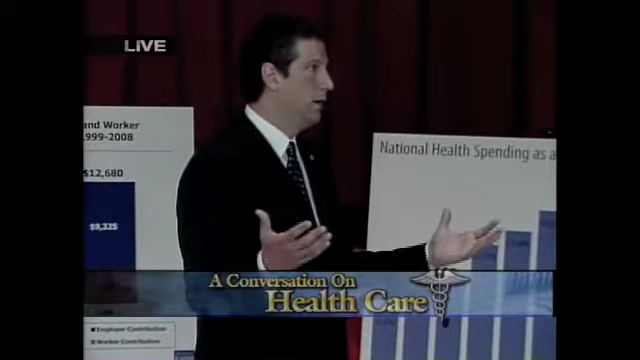 LIVE
and Worker
1999-2008
$12,680
$9,325
Employer Contribution
Worker Contribution
National Health Spending as a
A Conversation On
Health Care